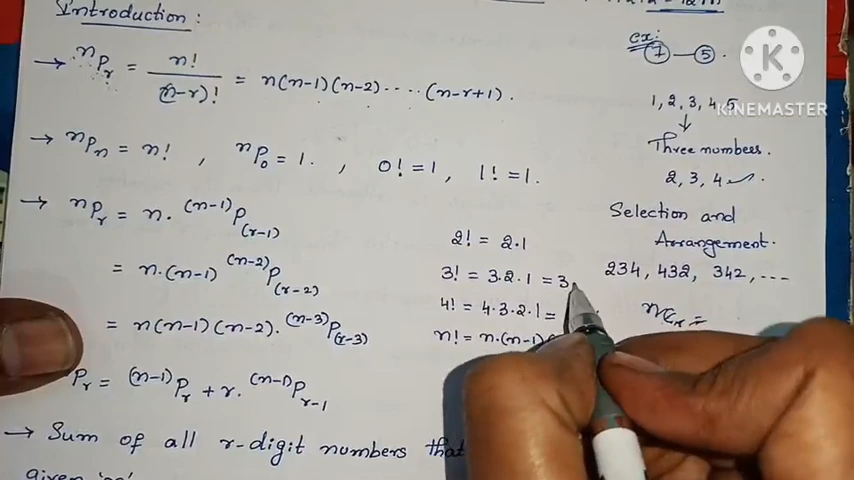 Introduction :
→ nPr = n! / (n-r)! = n(n-1)(n-2)....(n-r+1).
→ nPn = n! , nP0 = 1. , 0! = 1 , 1! = 1.
→ nPr = n. (n-1)P(r-1)
= n.(n-1) (n-2)P(r-2)
= n(n-1)(n-2). (n-3)P(r-3)
Pr = (n-1)Pr + r. (n-1)Pr-1
→ Sum of all r-digit numbers
given
2! = 2.1
3! = 3.2.1 = 3
4! = 4.3.2.1 =
n! = n.(n-1)
ex:
7 — 5
1, 2, 3, 4, 5
↓
Three numbers.
2, 3, 4 ✓.
Selection and
Arrangement.
234, 432, 342, ---
nCr =
K
KINEMASTER